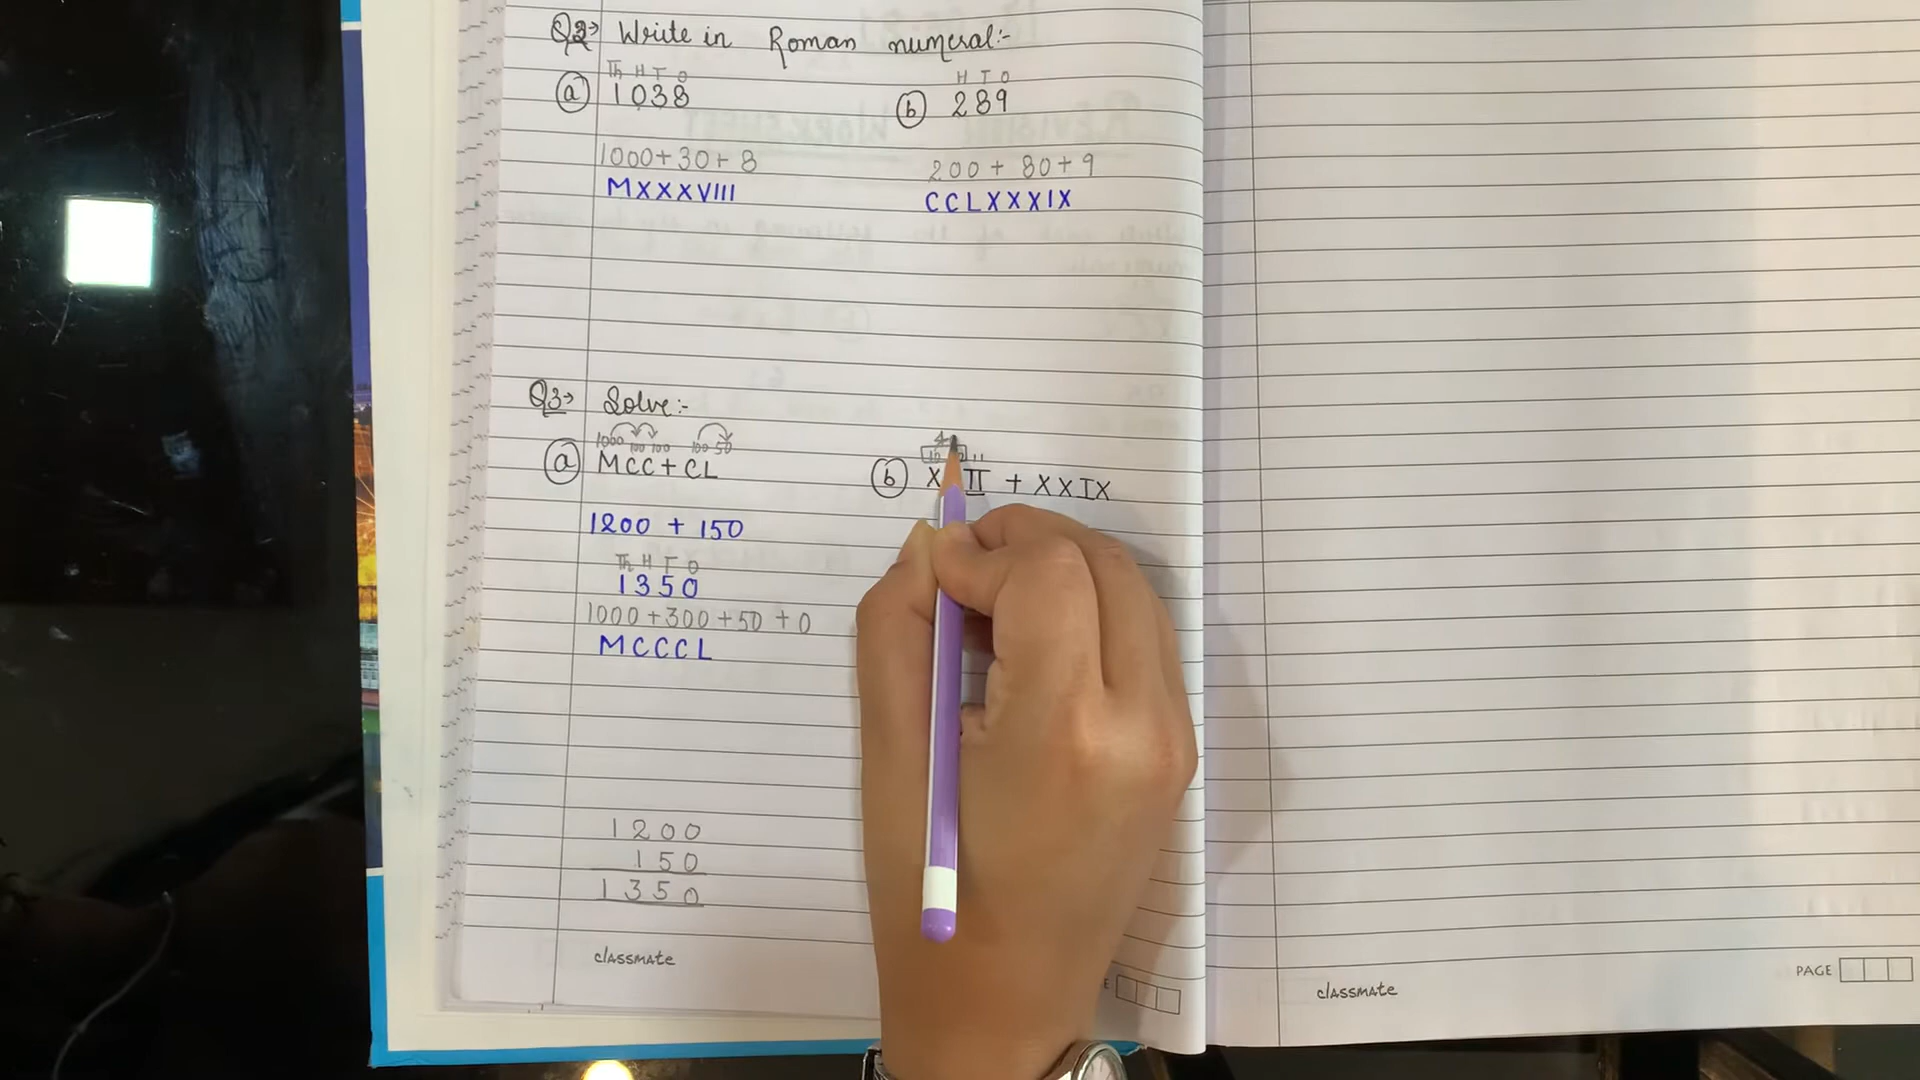 Q2→ Write in Roman numeral:-
Th H T O
H T O
(a) 1038
(b) 289
1000+30+8
200 + 80+9
MXXXVIII
CCLXXXIX
Q3→ Solve:-
1000 100 100 100 50
(a) MCC+CL
(b) X II + XXIX
1200 + 150
Th H T O
1350
1000+300+50+0
MCCCL
1200
150
1350
classmate
PAGE
classmate